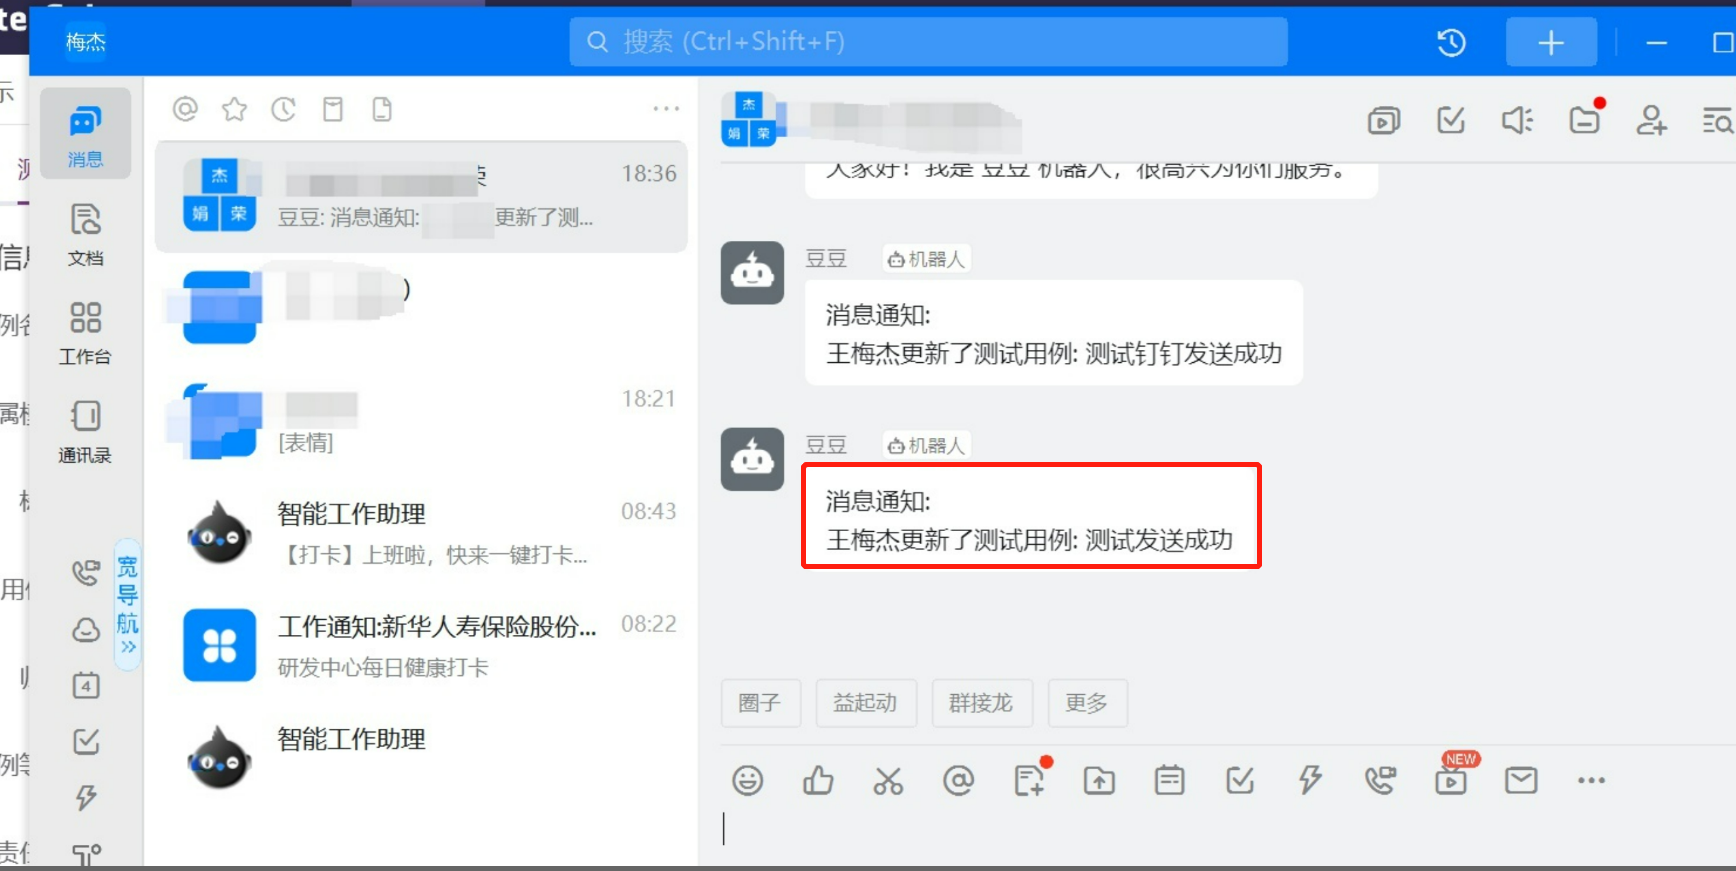 梅杰
搜索 (Ctrl+Shift+F)
消息
文档
工作台
通讯录
宽导航
4
杰
娟 荣
18:36
豆豆: 消息通知:
更新了测...
)
18:21
[表情]
智能工作助理
08:43
【打卡】上班啦，快来一键打卡...
工作通知:新华人寿保险股份...
08:22
研发中心每日健康打卡
智能工作助理
杰
娟 荣
大家好！我是 豆豆 机器人，很高兴为你们服务。
豆豆 机器人
消息通知:
王梅杰更新了测试用例: 测试钉钉发送成功
豆豆 机器人
消息通知:
王梅杰更新了测试用例: 测试发送成功
圈子 益起动 群接龙 更多
NEW